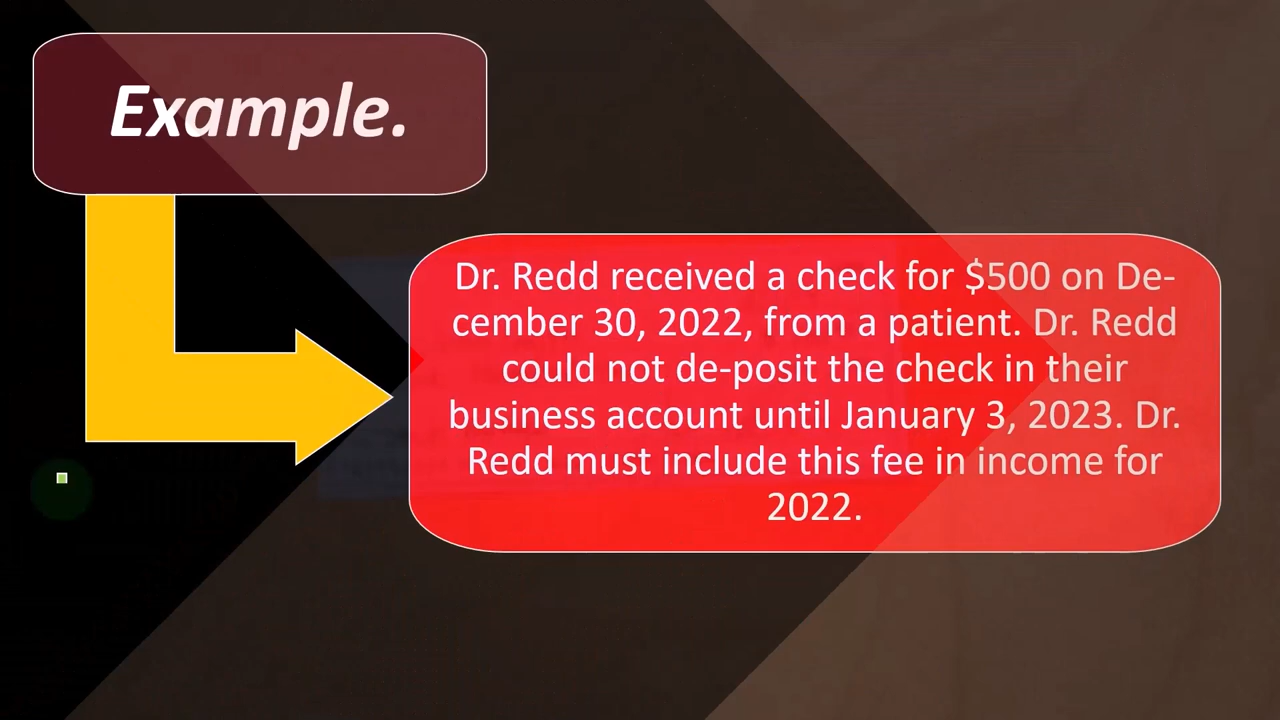 Example.
Dr. Redd received a check for $500 on De-
cember 30, 2022, from a patient. Dr. Redd
could not de-posit the check in their
business account until January 3, 2023. Dr.
Redd must include this fee in income for
2022.